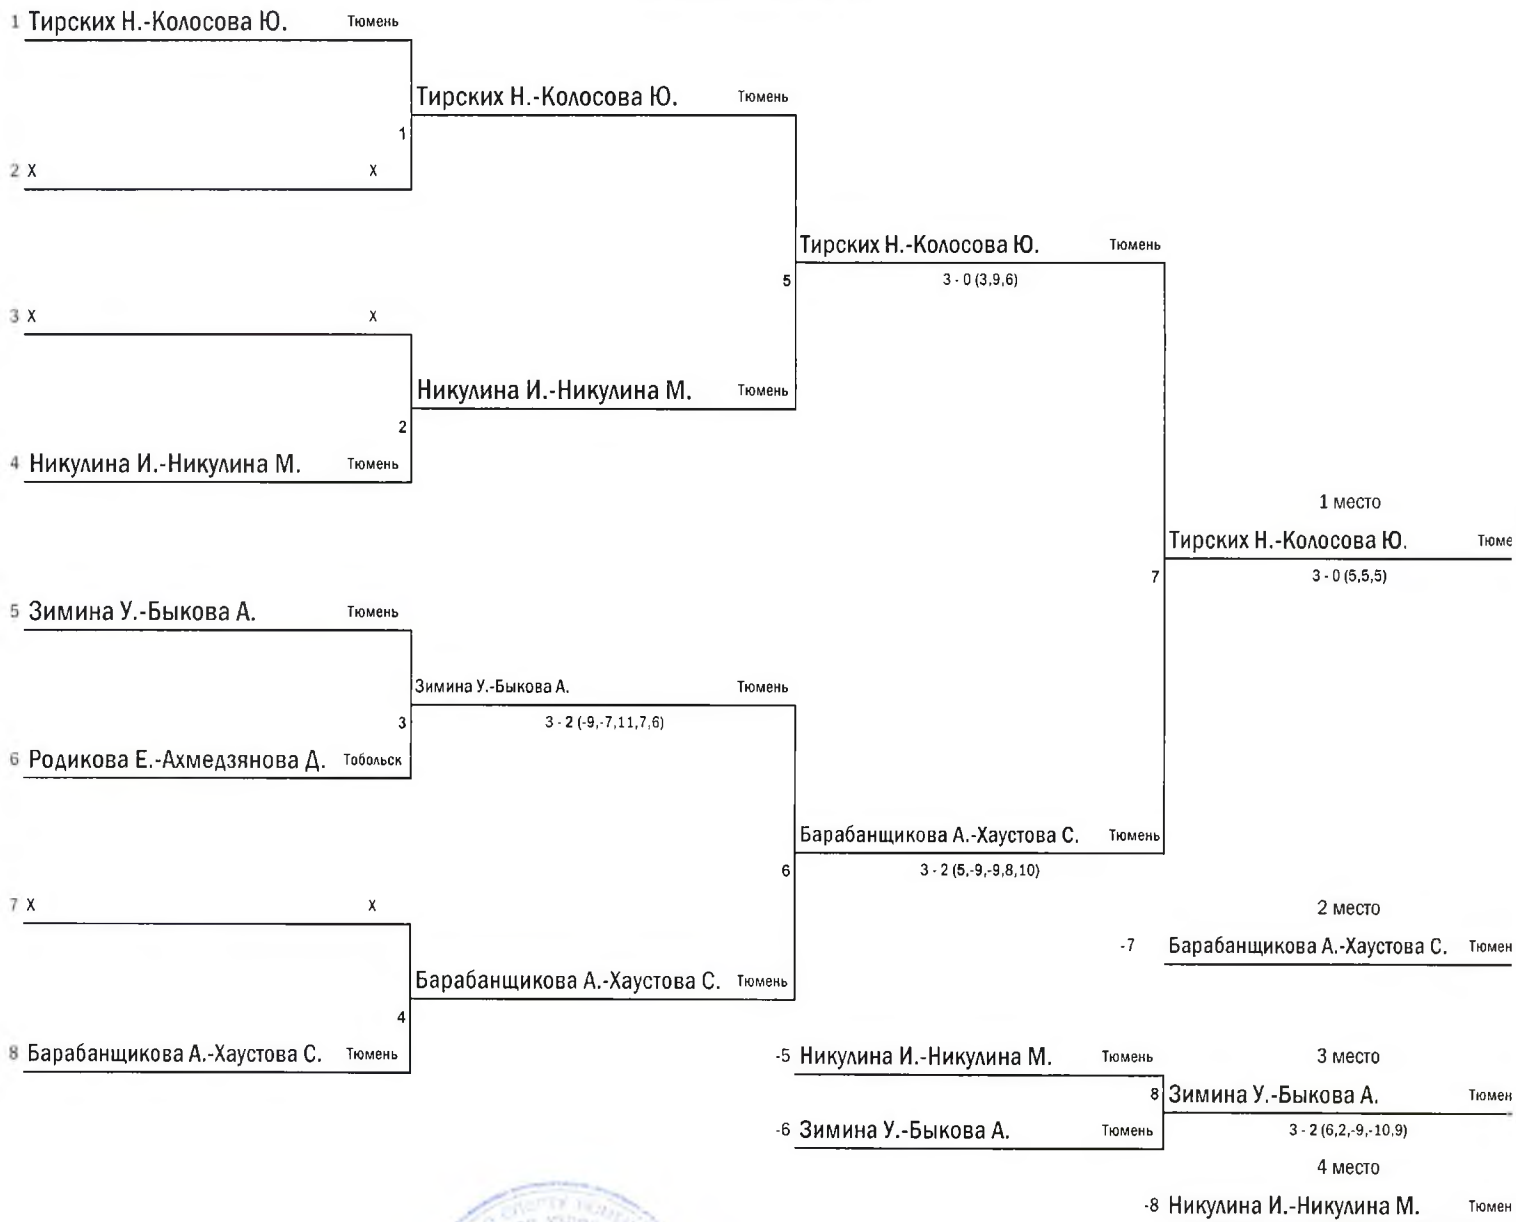 1 Тирских Н.-Колосова Ю. Тюмень
Тирских Н.-Колосова Ю. Тюмень
1
2 X X
Тирских Н.-Колосова Ю. Тюмень
5 3 - 0 (3,9,6)
3 X X
Никулина И.-Никулина М. Тюмень
2
4 Никулина И.-Никулина М. Тюмень
1 место
Тирских Н.-Колосова Ю. Тюме
7 3 - 0 (5,5,5)
5 Зимина У.-Быкова А. Тюмень
Зимина У.-Быкова А. Тюмень
3 3 - 2 (-9,-7,11,7,6)
6 Родикова Е.-Ахмедзянова Д. Тобольск
Барабанщикова А.-Хаустова С. Тюмень
6 3 - 2 (5,-9,-9,8,10)
7 X X
2 место
-7 Барабанщикова А.-Хаустова С. Тюмен
Барабанщикова А.-Хаустова С. Тюмень
4
8 Барабанщикова А.-Хаустова С. Тюмень
-5 Никулина И.-Никулина М. Тюмень
3 место
8 Зимина У.-Быкова А. Тюмен
-6 Зимина У.-Быкова А. Тюмень
3 - 2 (6,2,-9,-10,9)
4 место
-8 Никулина И.-Никулина М. Тюмен